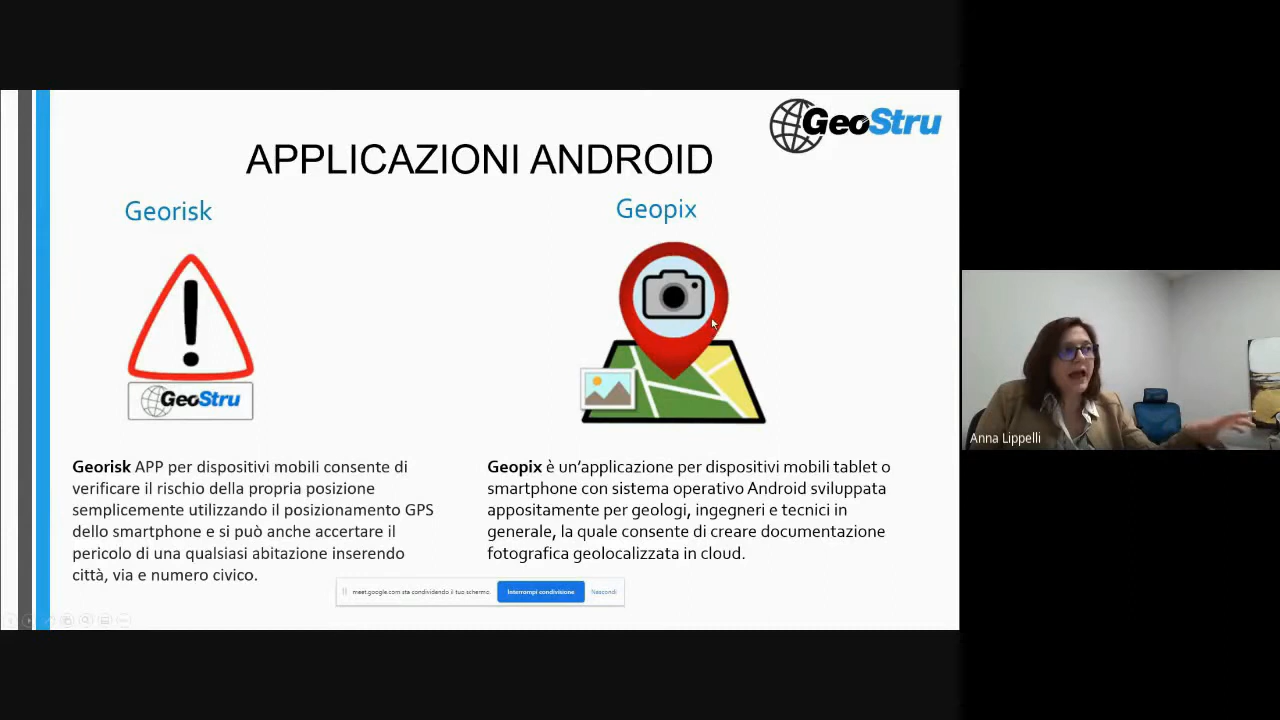 GeoStru
APPLICAZIONI ANDROID
Georisk
Geopix
GeoStru
Georisk APP per dispositivi mobili consente di
verificare il rischio della propria posizione
semplicemente utilizzando il posizionamento GPS
dello smartphone e si può anche accertare il
pericolo di una qualsiasi abitazione inserendo
città, via e numero civico.
Geopix è un’applicazione per dispositivi mobili tablet o
smartphone con sistema operativo Android sviluppata
appositamente per geologi, ingegneri e tecnici in
generale, la quale consente di creare documentazione
fotografica geolocalizzata in cloud.
meet.google.com sta condividendo il tuo schermo.
Interrompi condivisione
Nascondi
Anna Lippelli